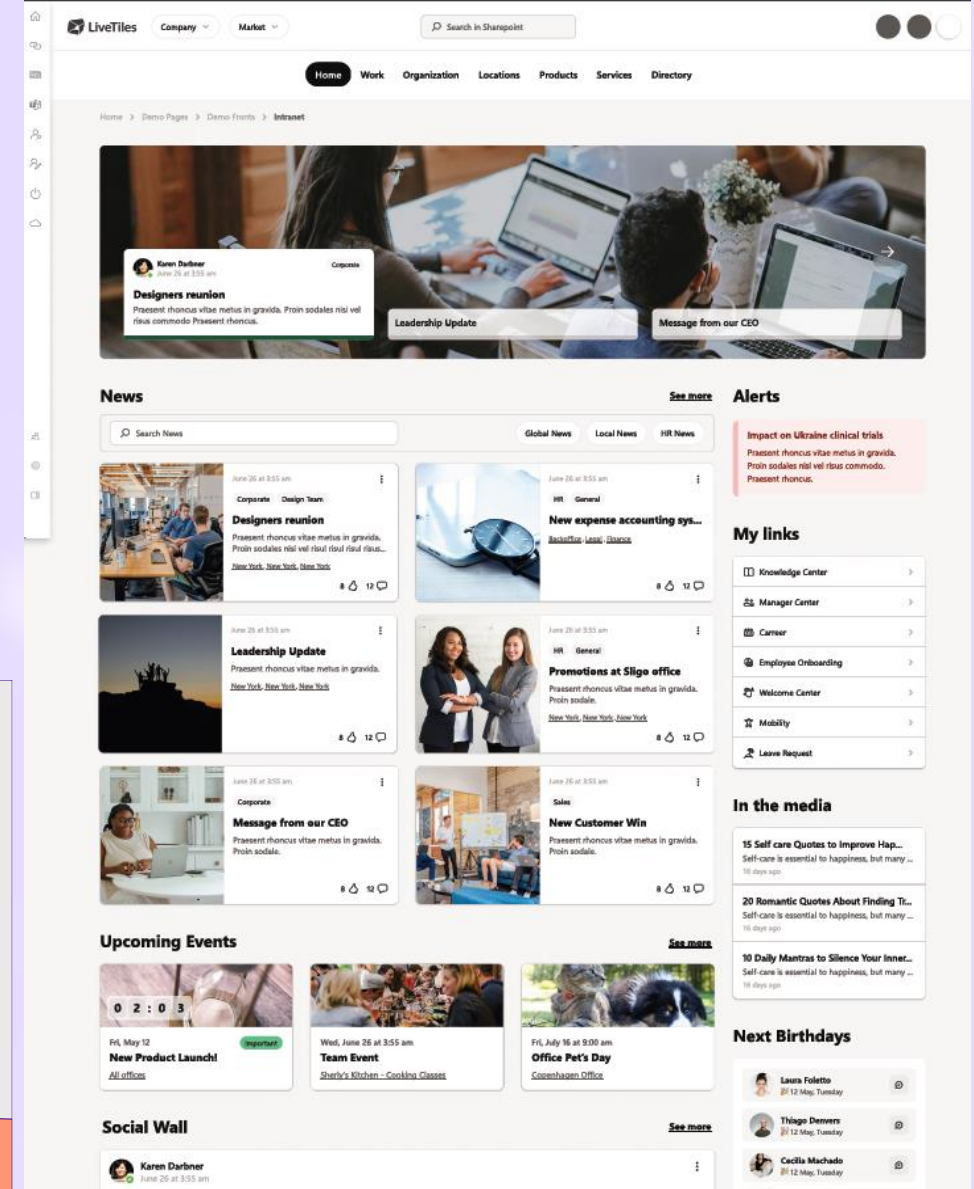 LiveTiles
Company
Market
Search in Sharepoint
Home Work Organization Locations Products Services Directory
Home > Demo Pages > Demo Fronts > Intranet
Karen Darbner
June 26 at 3:55 am
Corporate
Designers reunion
Praesent rhoncus vitae metus in gravida. Proin sodales nisi vel
risus commodo Praesent rhoncus.
Leadership Update
Message from our CEO
News
See more
Search News
Global News
Local News
HR News
June 26 at 3:55 am
Corporate Design Team
Designers reunion
Praesent rhoncus vitae metus in gravida.
Proin sodales nisl vel risul risul risul risus...
New York, New York, New York
8 12
June 26 at 3:55 am
HR General
New expense accounting sys...
Backoffice, Legal, Finance
8 12
June 26 at 3:55 am
Leadership Update
Praesent rhoncus vitae metus in gravida.
New York, New York, New York
8 12
June 26 at 3:55 am
HR General
Promotions at Sligo office
Praesent rhoncus vitae metus in gravida.
Proin sodale.
New York, New York, New York
8 12
June 26 at 3:55 am
Corporate
Message from our CEO
Praesent rhoncus vitae metus in gravida.
Proin sodale.
8 12
June 26 at 3:55 am
Sales
New Customer Win
Praesent rhoncus vitae metus in gravida.
Proin sodale.
8 12
Upcoming Events
See more
0 2 : 0 3
Fri, May 12
Important
New Product Launch!
All offices
Wed, June 26 at 3:55 am
Team Event
Sherly's Kitchen - Cooking Classes
Fri, July 16 at 9:00 am
Office Pet's Day
Copenhagen Office
Social Wall
See more
Karen Darbner
June 26 at 3:55 am
Alerts
Impact on Ukraine clinical trials
Praesent rhoncus vitae metus in gravida.
Proin sodales nisl vel risus commodo.
Praesent rhoncus.
My links
Knowledge Center
Manager Center
Carreer
Employee Onboarding
Welcome Center
Mobility
Leave Request
In the media
15 Self care Quotes to Improve Hap...
Self-care is essential to happiness, but many ...
16 days ago
20 Romantic Quotes About Finding Tr...
Self-care is essential to happiness, but many ...
16 days ago
10 Daily Mantras to Silence Your Inner...
Self-care is essential to happiness, but many ...
16 days ago
Next Birthdays
Laura Foletto
12 May, Tuesday
Thiago Denvers
12 May, Tuesday
Cecilia Machado
12 May, Tuesday